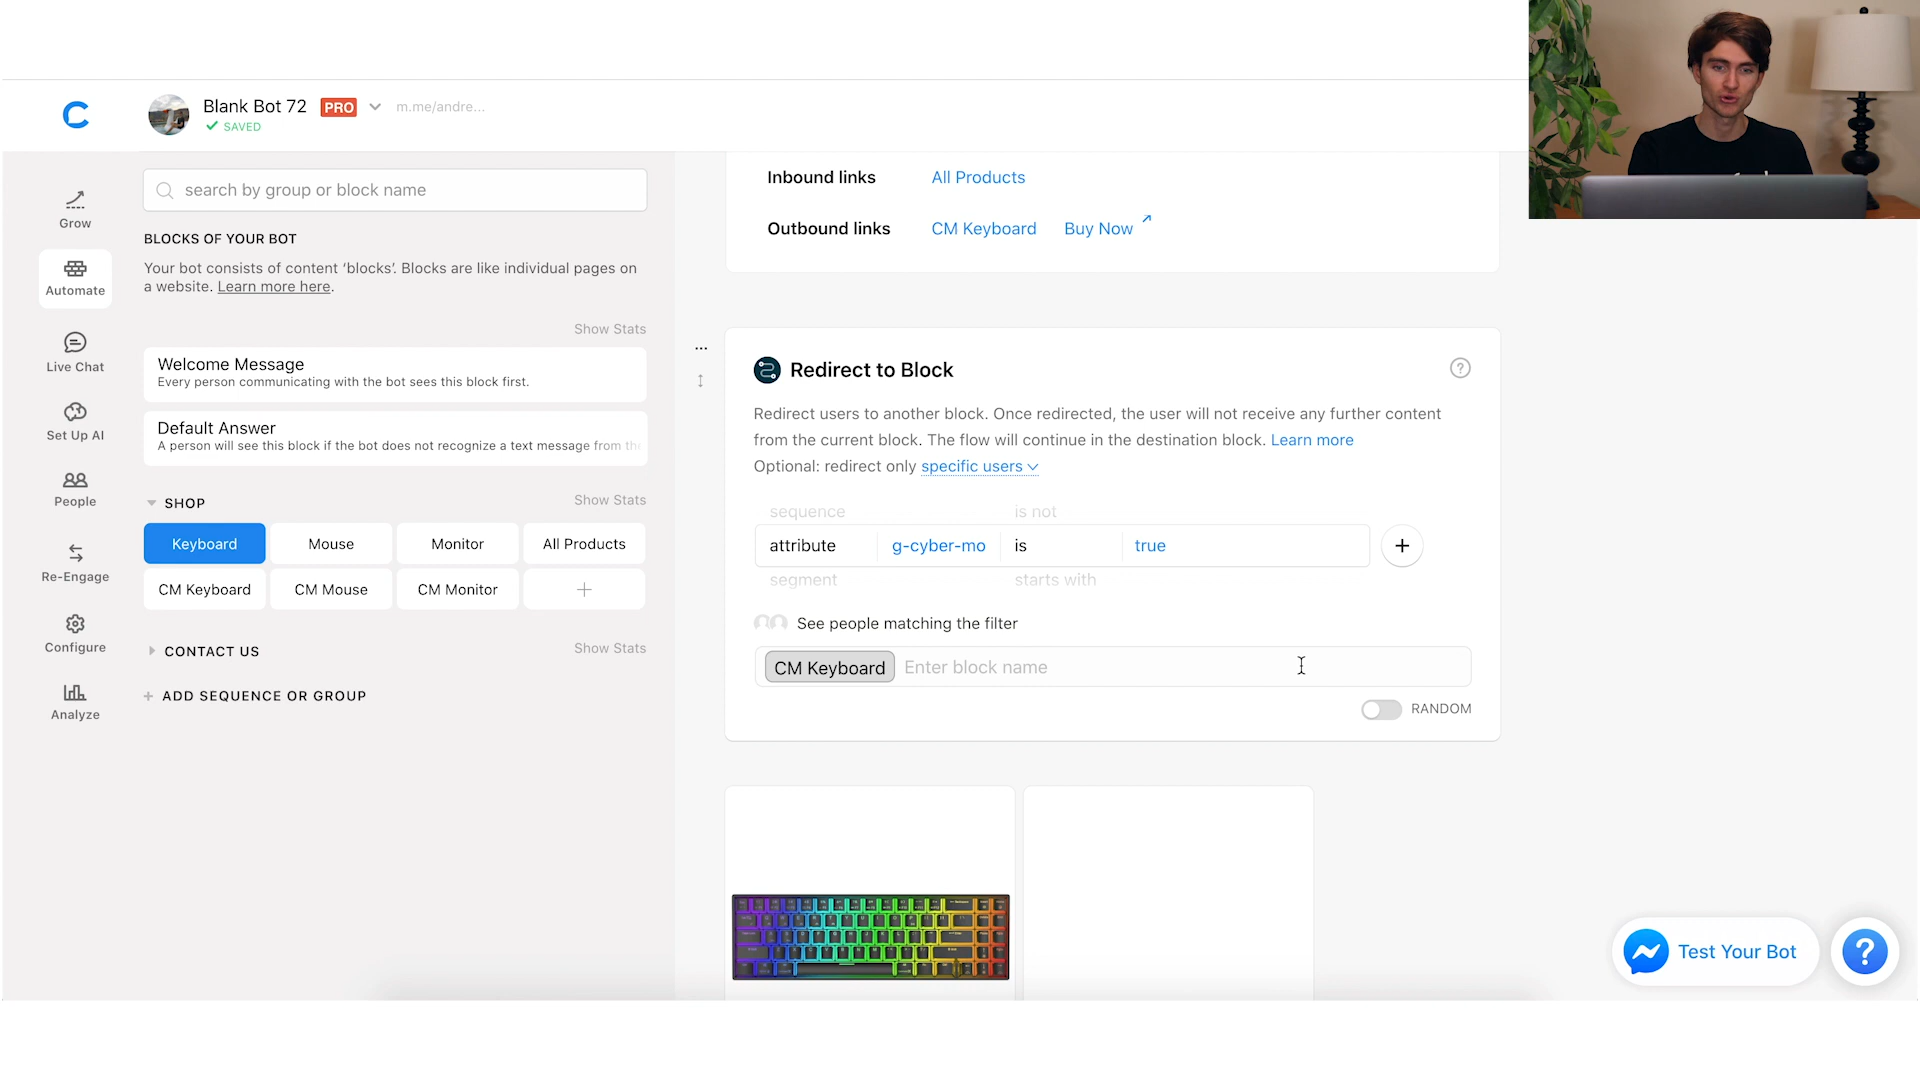 Blank Bot 72 PRO m.me/andre...
SAVED
Grow
Automate
Live Chat
Set Up AI
People
Re-Engage
Configure
Analyze
search by group or block name
BLOCKS OF YOUR BOT
Your bot consists of content ‘blocks’. Blocks are like individual pages on
a website. Learn more here.
Show Stats
Welcome Message
Every person communicating with the bot sees this block first.
Default Answer
A person will see this block if the bot does not recognize a text message from the
SHOP Show Stats
Keyboard Mouse Monitor All Products
CM Keyboard CM Mouse CM Monitor
CONTACT US Show Stats
ADD SEQUENCE OR GROUP
Inbound links All Products
Outbound links CM Keyboard Buy Now
Redirect to Block
Redirect users to another block. Once redirected, the user will not receive any further content
from the current block. The flow will continue in the destination block. Learn more
Optional: redirect only specific users
sequence is not
attribute g-cyber-mo is true
segment starts with
See people matching the filter
CM Keyboard Enter block name
RANDOM
Test Your Bot